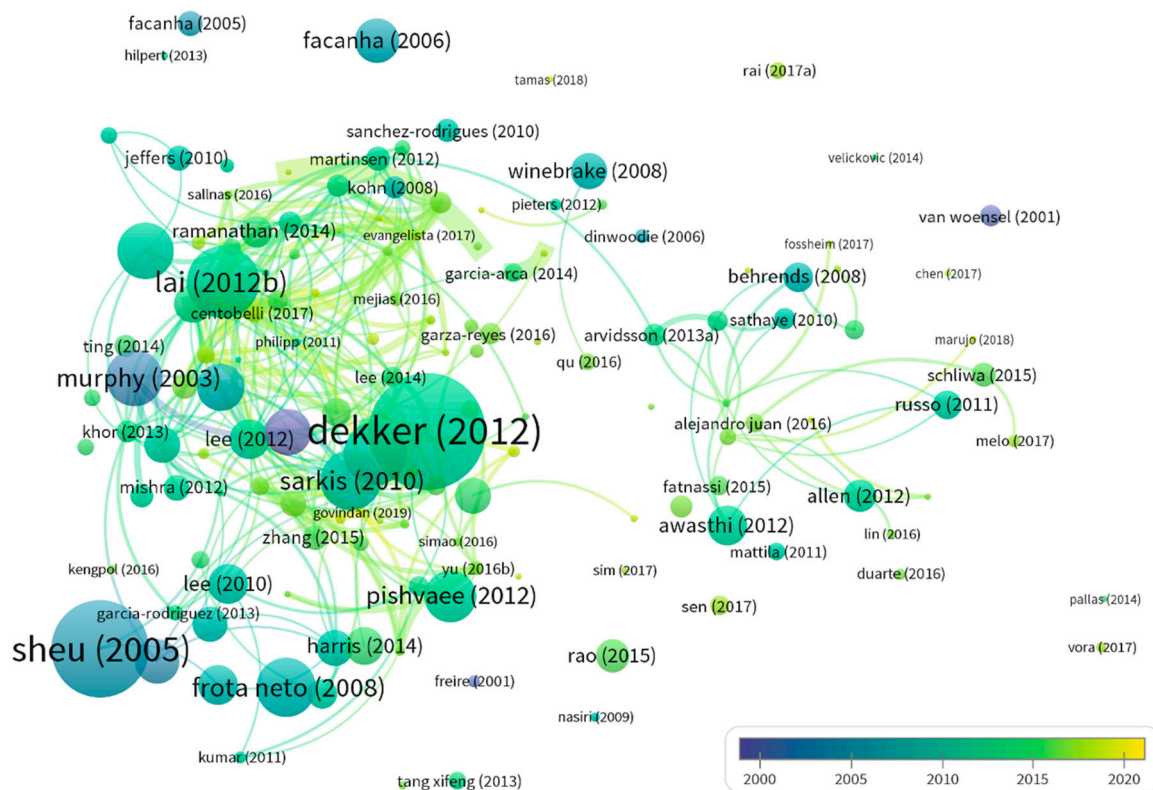 facanha (2005)
facanha (2006)
hilpert (2013)
tamas (2018)
rai (2017a)
sanchez-rodrigues (2010)
jeffers (2010)
martinsen (2012)
velickovic (2014)
winebrake (2008)
sallnas (2016)
kohn (2008)
pieters (2012)
van woensel (2001)
ramanathan (2014)
evangelista (2017)
dinwoodie (2006)
fossheim (2017)
lai (2012b)
garcia-arca (2014)
behrends (2008)
chen (2017)
centobelli (2017)
mejias (2016)
sathaye (2010)
ting (2014)
philipp (2011)
garza-reyes (2016)
arvidsson (2013a)
marujo (2018)
murphy (2003)
lee (2014)
qu (2016)
schliwa (2015)
russo (2011)
khor (2013)
lee (2012)
dekker (2012)
alejandro juan (2016)
melo (2017)
mishra (2012)
sarkis (2010)
fatnassi (2015)
allen (2012)
govindan (2019)
awasthi (2012)
zhang (2015)
simao (2016)
lin (2016)
mattila (2011)
kengpol (2016)
lee (2010)
yu (2016b)
sim (2017)
duarte (2016)
pishvaee (2012)
garcia-rodriguez (2013)
sen (2017)
pallas (2014)
sheu (2005)
harris (2014)
rao (2015)
vora (2017)
frota neto (2008)
freire (2001)
nasiri (2009)
kumar (2011)
tang xifeng (2013)
2000
2005
2010
2015
2020